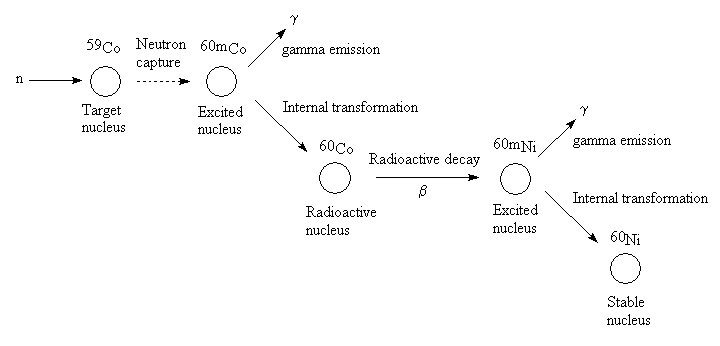 γ
59Co
Neutron
capture
60mCo
gamma emission
n
Target
nucleus
Excited
nucleus
Internal transformation
60Co
Radioactive decay
β
60mNi
γ
gamma emission
Radioactive
nucleus
Excited
nucleus
Internal transformation
60Ni
Stable
nucleus